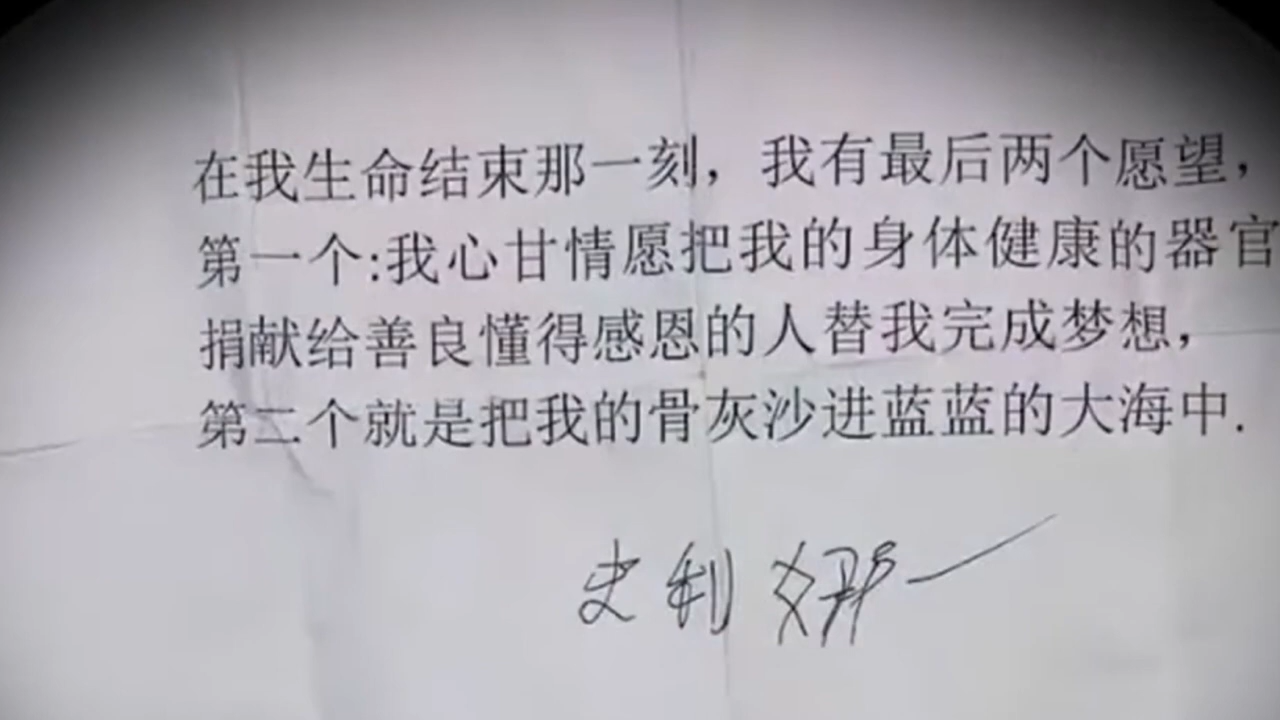 在我生命结束那一刻，我有最后两个愿望，
第一个:我心甘情愿把我的身体健康的器官
捐献给善良懂得感恩的人替我完成梦想，
第二个就是把我的骨灰沙进蓝蓝的大海中.
史利娜